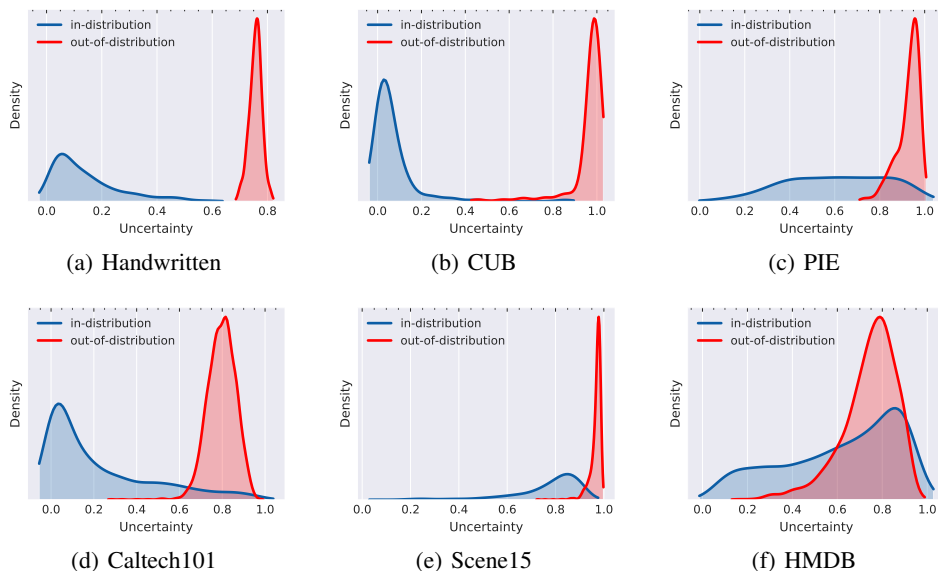 in-distribution
out-of-distribution
Density
0.0 0.2 0.4 0.6 0.8
Uncertainty
(a) Handwritten
in-distribution
out-of-distribution
Density
0.0 0.2 0.4 0.6 0.8 1.0
Uncertainty
(b) CUB
in-distribution
out-of-distribution
Density
0.0 0.2 0.4 0.6 0.8 1.0
Uncertainty
(c) PIE
in-distribution
out-of-distribution
Density
0.0 0.2 0.4 0.6 0.8 1.0
Uncertainty
(d) Caltech101
in-distribution
out-of-distribution
Density
0.0 0.2 0.4 0.6 0.8 1.0
Uncertainty
(e) Scene15
in-distribution
out-of-distribution
Density
0.0 0.2 0.4 0.6 0.8 1.0
Uncertainty
(f) HMDB